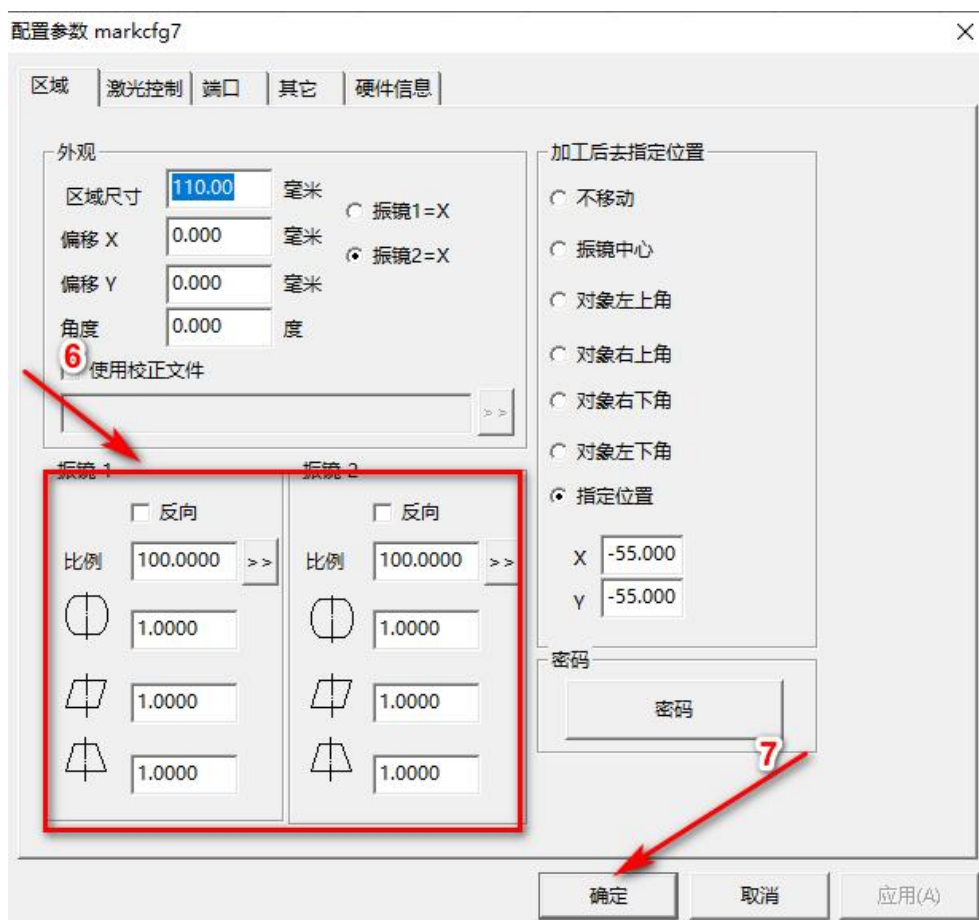 配置参数 markcfg7
区域 激光控制 端口 其它 硬件信息
外观
区域尺寸 110.00 毫米
偏移 X 0.000 毫米
偏移 Y 0.000 毫米
角度 0.000 度
振镜1=X
振镜2=X
6
使用校正文件
>>
振镜 1
反向
比例 100.0000 >>
1.0000
1.0000
1.0000
振镜 2
反向
比例 100.0000 >>
1.0000
1.0000
1.0000
加工后去指定位置
不移动
振镜中心
对象左上角
对象右上角
对象右下角
对象左下角
指定位置
X -55.000
Y -55.000
密码
密码
7
确定 取消 应用(A)